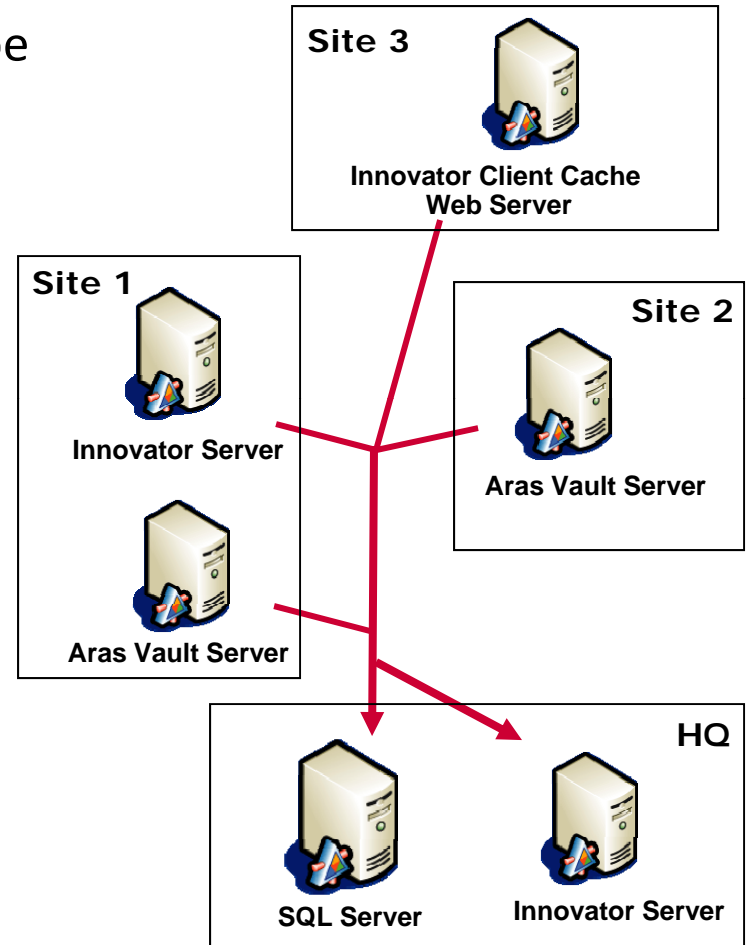 Site 3
Innovator Client Cache
Web Server
Site 1
Innovator Server
Aras Vault Server
Site 2
Aras Vault Server
HQ
SQL Server
Innovator Server